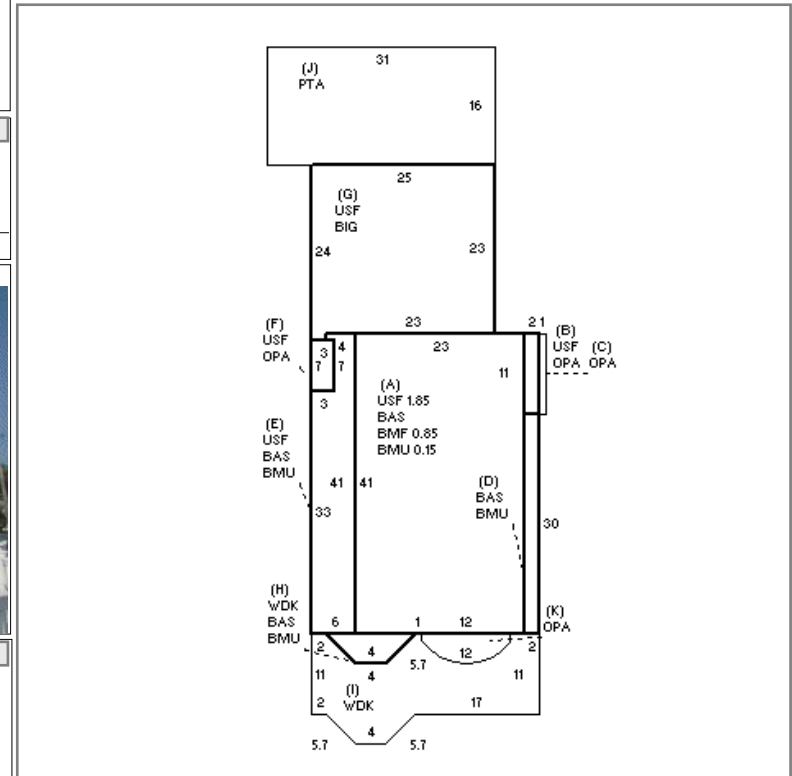 31
(J)
PTA
16
25
(G)
USF
BIG
24
23
23
2 1
(F)
USF
OPA
(B)
USF
OPA
(C)
OPA
3
4
7
7
23
11
3
(A)
USF 1.85
BAS
BMF 0.85
BMU 0.15
(E)
USF
BAS
BMU
41
41
(D)
BAS
BMU
33
30
(H)
WDK
BAS
BMU
6
1
12
(K)
OPA
2
4
12
2
5.7
11
4
11
(I)
WDK
2
17
4
5.7
5.7